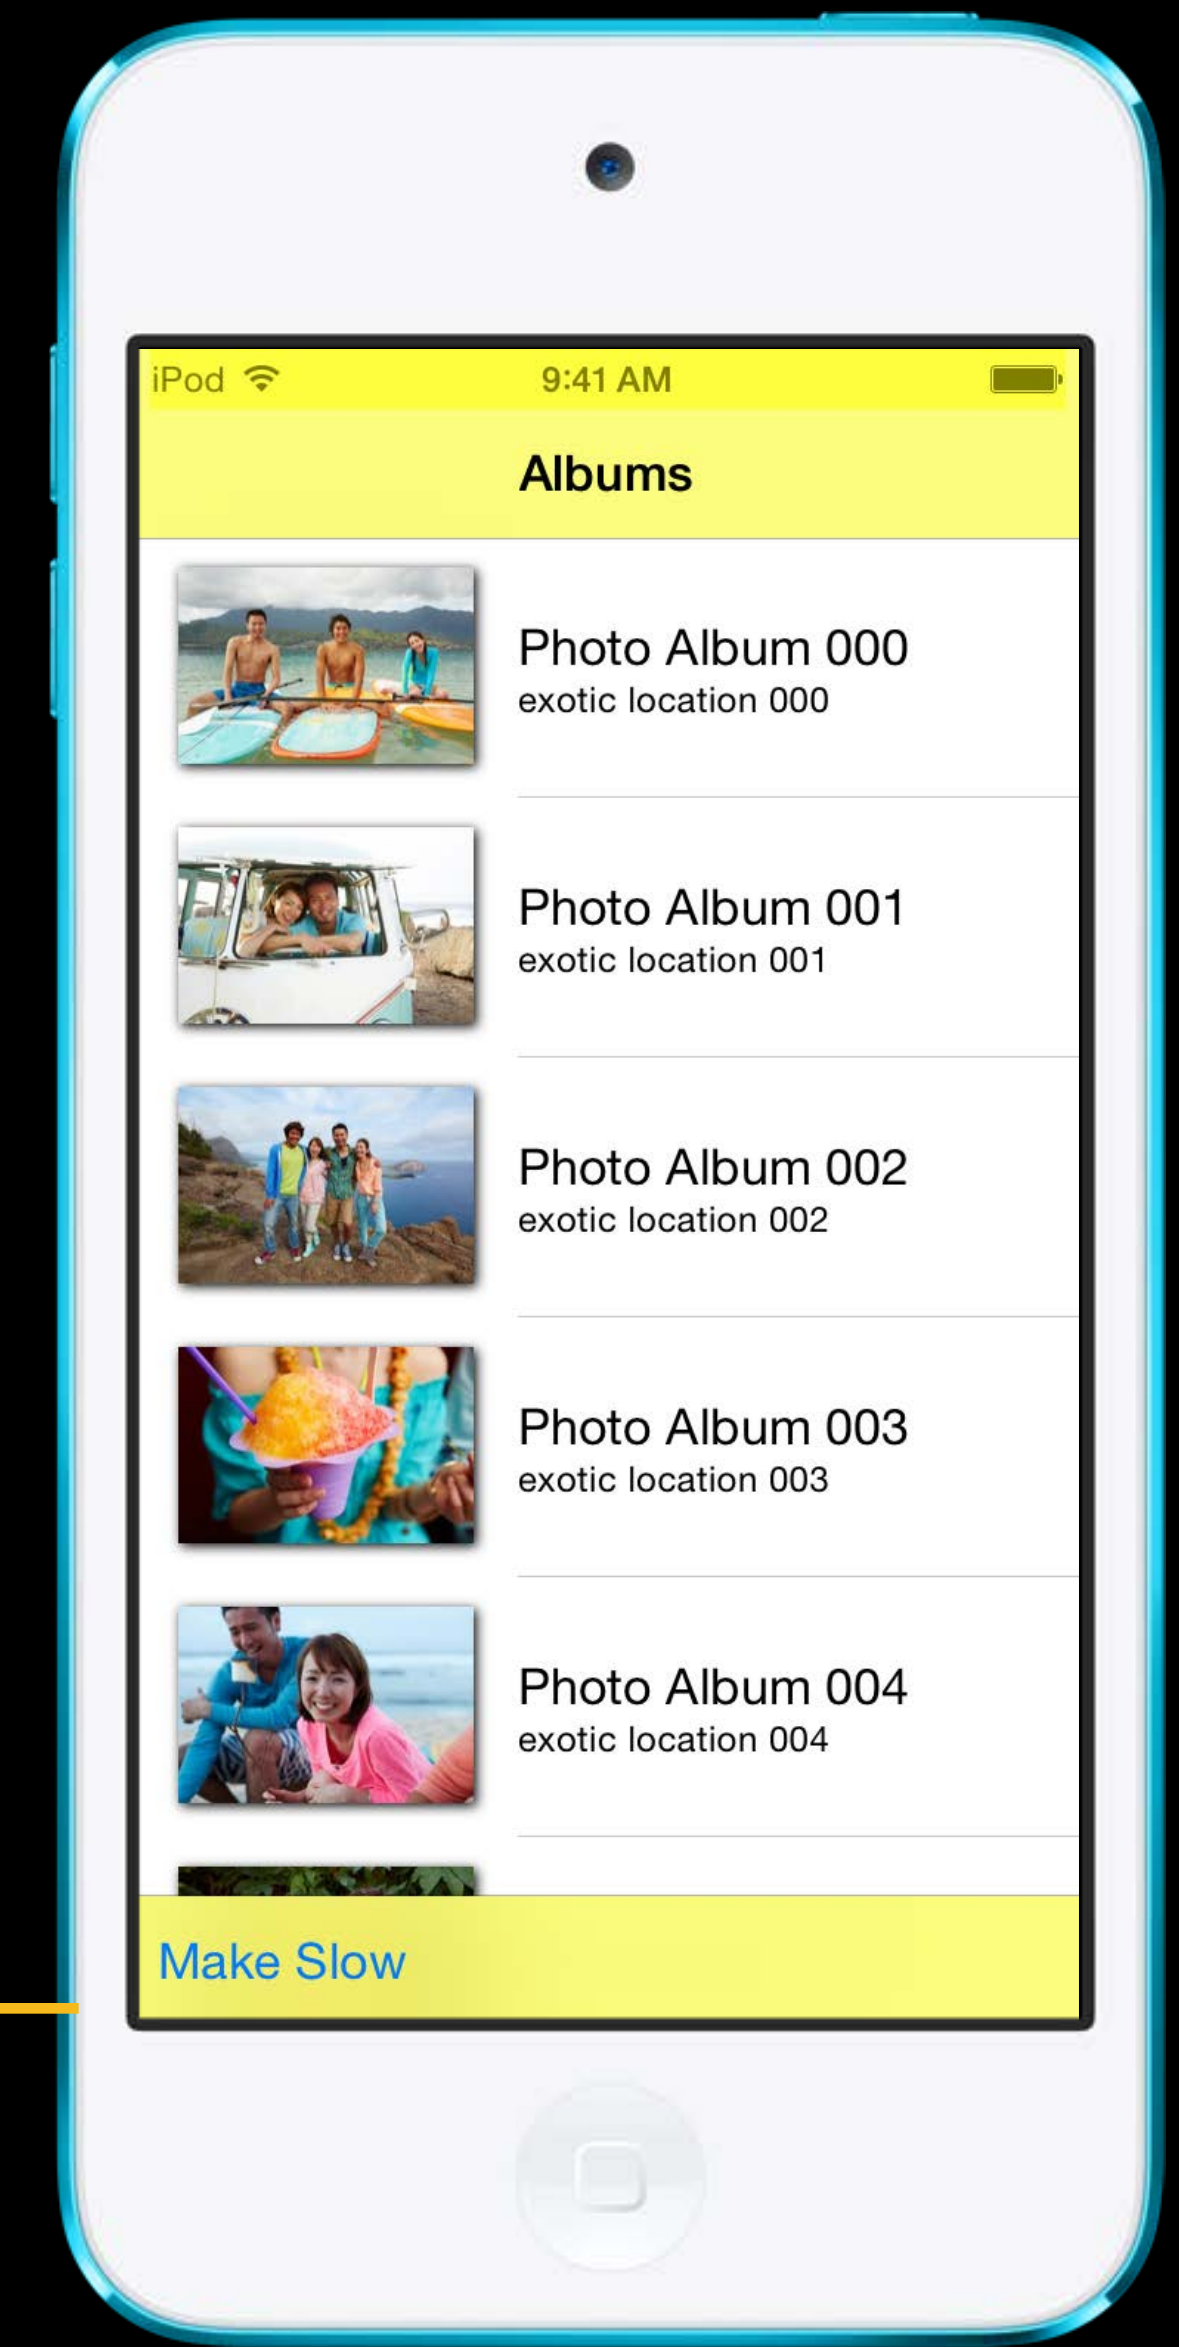 iPod 9:41 AM
Albums
Photo Album 000
exotic location 000
Photo Album 001
exotic location 001
Photo Album 002
exotic location 002
Photo Album 003
exotic location 003
Photo Album 004
exotic location 004
Make Slow